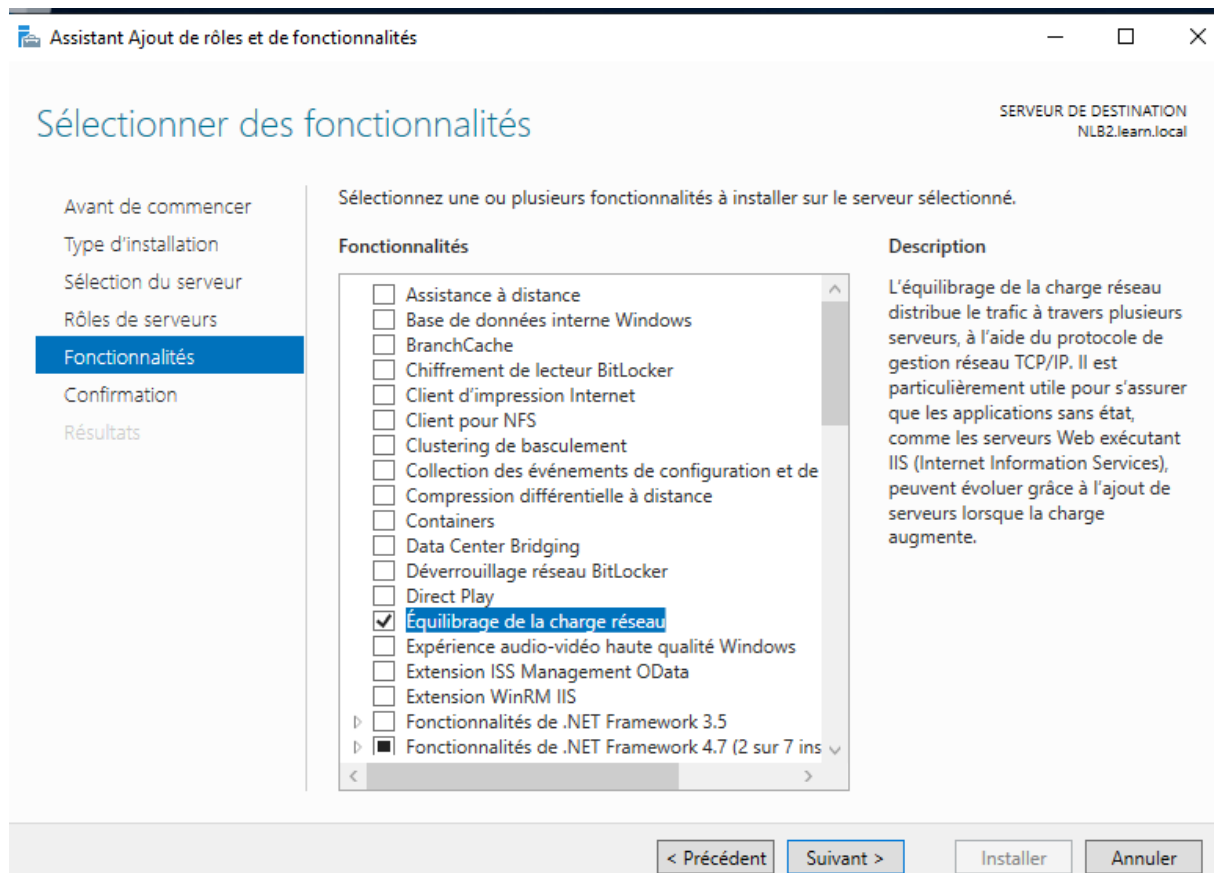 Assistant Ajout de rôles et de fonctionnalités
Sélectionner des fonctionnalités
SERVEUR DE DESTINATION
NLB2.learn.local
Avant de commencer
Type d'installation
Sélection du serveur
Rôles de serveurs
Fonctionnalités
Confirmation
Résultats
Sélectionnez une ou plusieurs fonctionnalités à installer sur le serveur sélectionné.
Fonctionnalités
Assistance à distance
Base de données interne Windows
BranchCache
Chiffrement de lecteur BitLocker
Client d'impression Internet
Client pour NFS
Clustering de basculement
Collection des événements de configuration et de
Compression différentielle à distance
Containers
Data Center Bridging
Déverrouillage réseau BitLocker
Direct Play
Équilibrage de la charge réseau
Expérience audio-vidéo haute qualité Windows
Extension ISS Management OData
Extension WinRM IIS
Fonctionnalités de .NET Framework 3.5
Fonctionnalités de .NET Framework 4.7 (2 sur 7 ins
Description
L'équilibrage de la charge réseau
distribue le trafic à travers plusieurs
serveurs, à l'aide du protocole de
gestion réseau TCP/IP. Il est
particulièrement utile pour s'assurer
que les applications sans état,
comme les serveurs Web exécutant
IIS (Internet Information Services),
peuvent évoluer grâce à l'ajout de
serveurs lorsque la charge
augmente.
< Précédent
Suivant >
Installer
Annuler